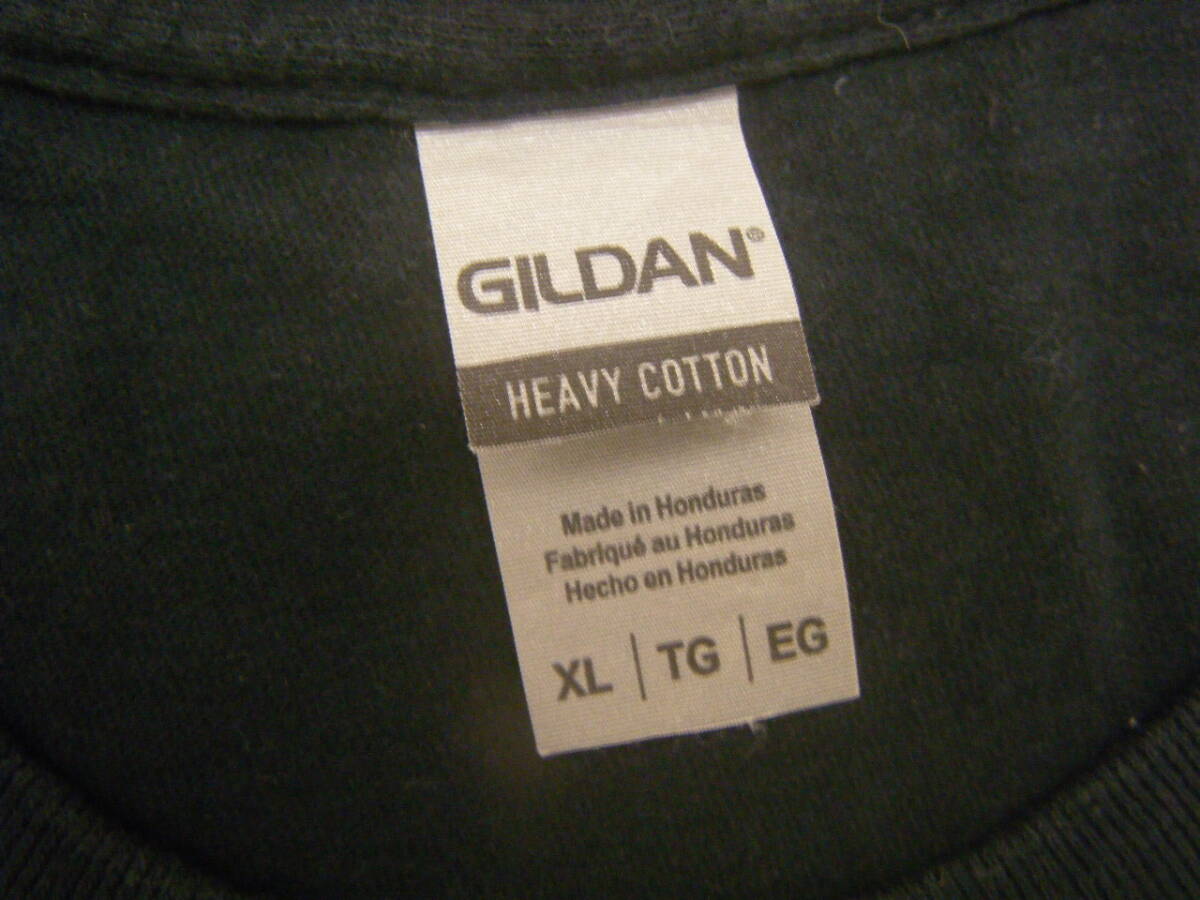 GILDAN®
HEAVY COTTON
Made in Honduras
Fabriqué au Honduras
Hecho en Honduras
XL | TG | EG